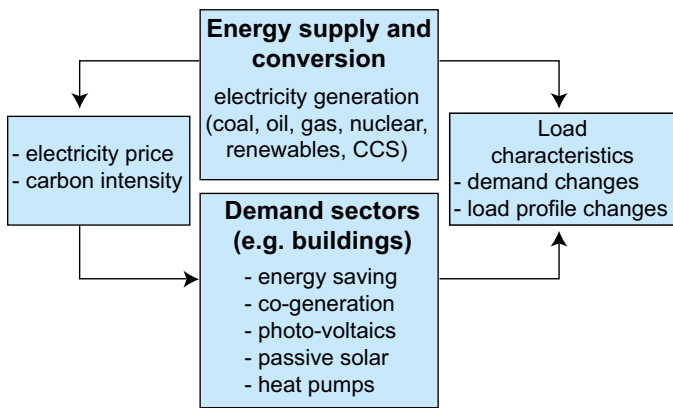 Energy supply and
conversion
electricity generation
(coal, oil, gas, nuclear,
renewables, CCS)
- electricity price
- carbon intensity
Load
characteristics
- demand changes
- load profile changes
Demand sectors
(e.g. buildings)
- energy saving
- co-generation
- photo-voltaics
- passive solar
- heat pumps